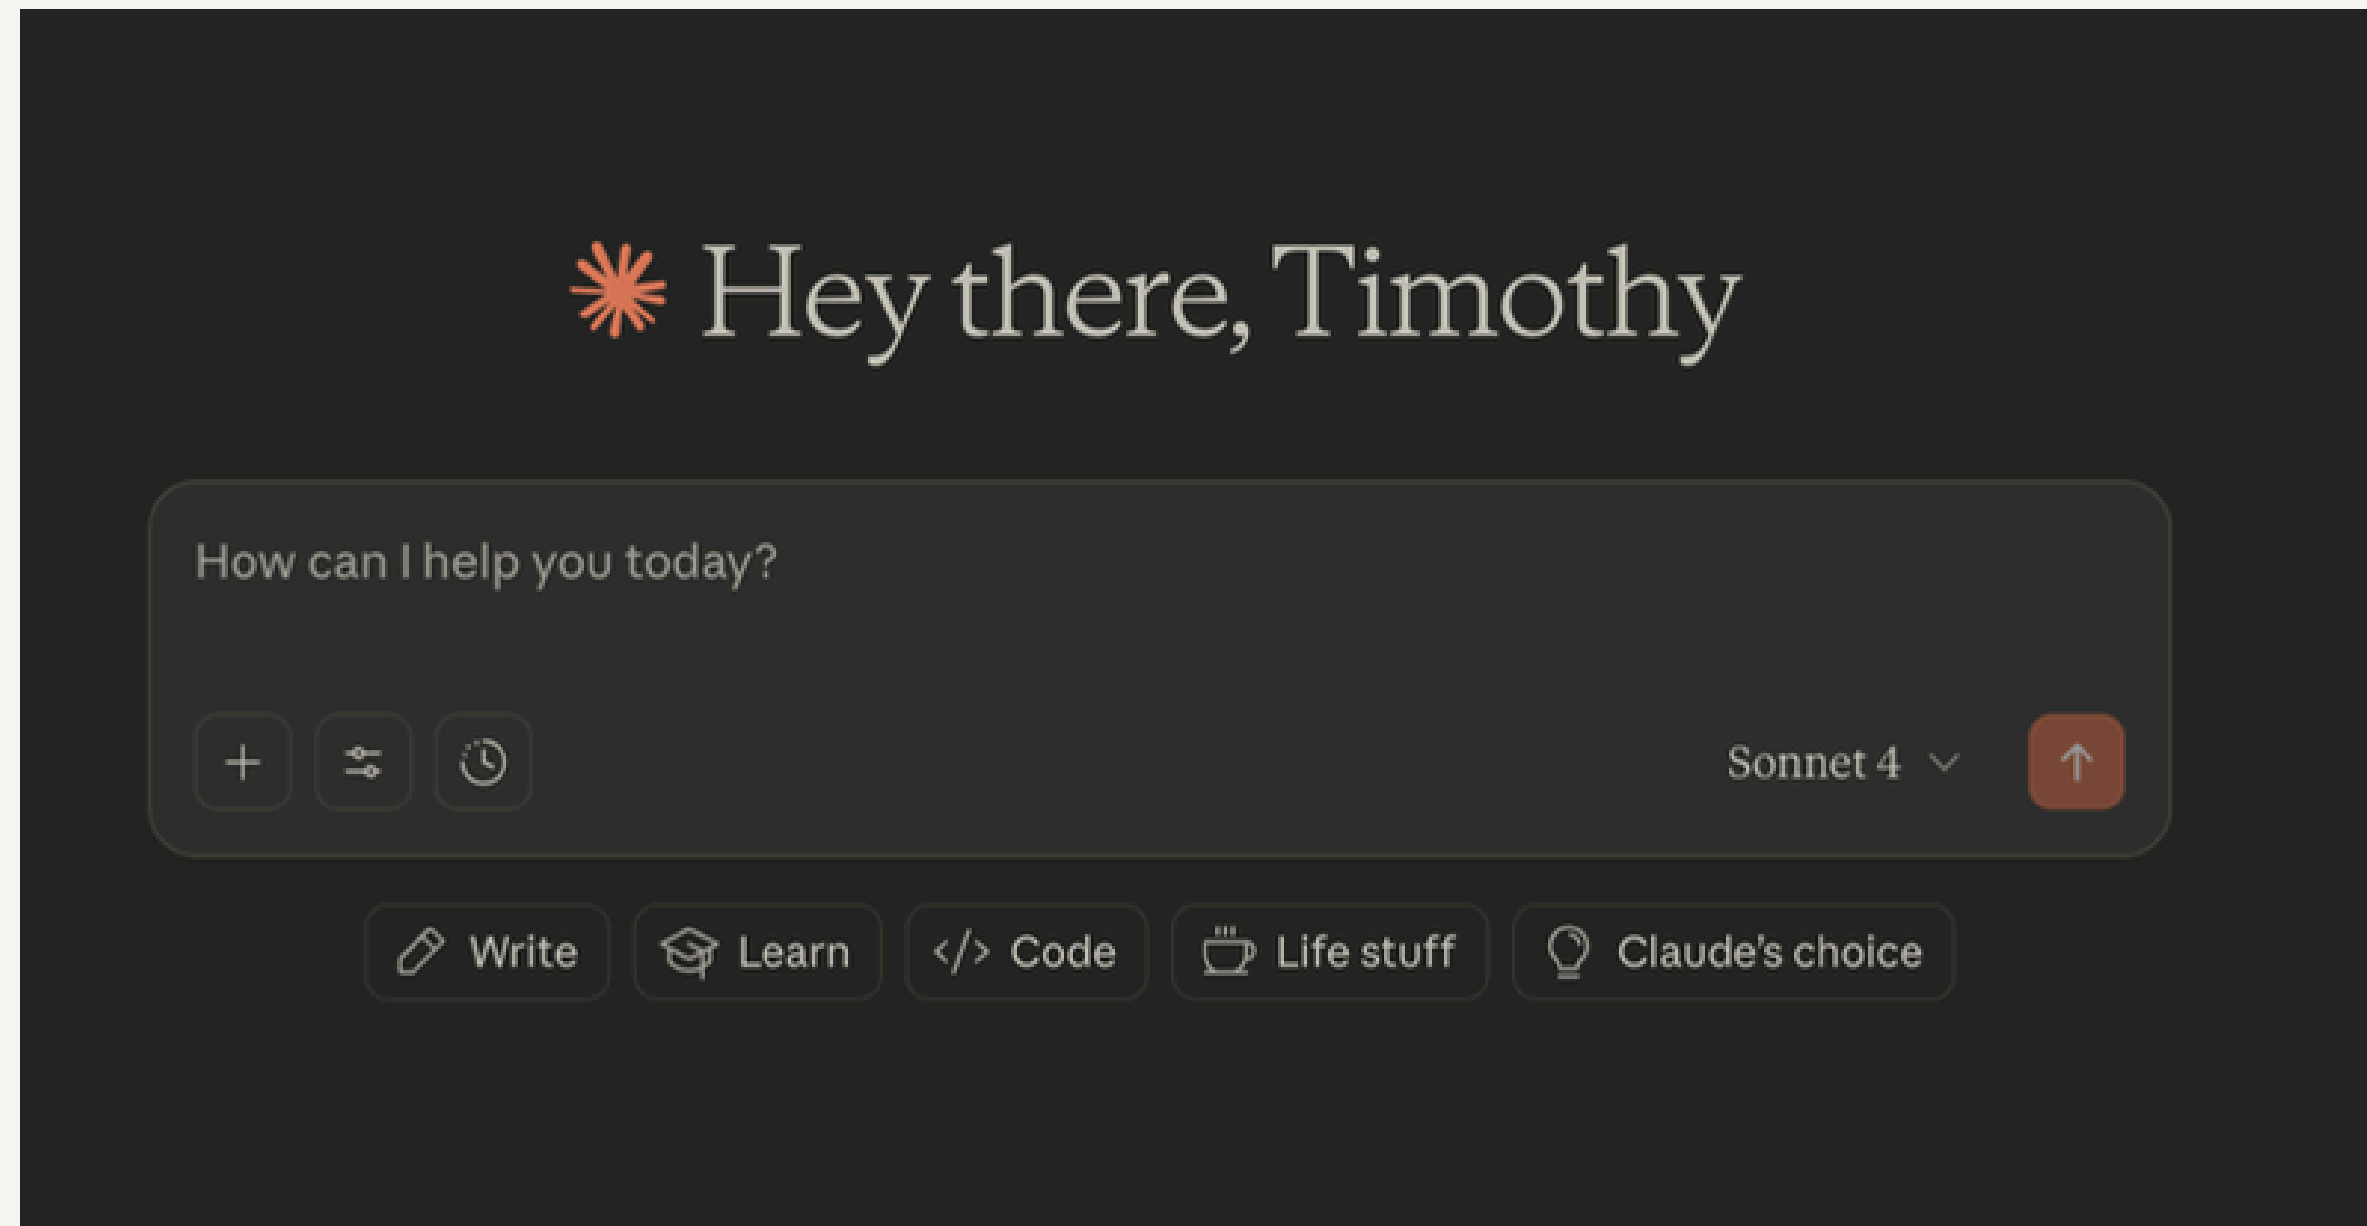 Hey there, Timothy
How can I help you today?
Sonnet 4
Write Learn Code Life stuff Claude's choice